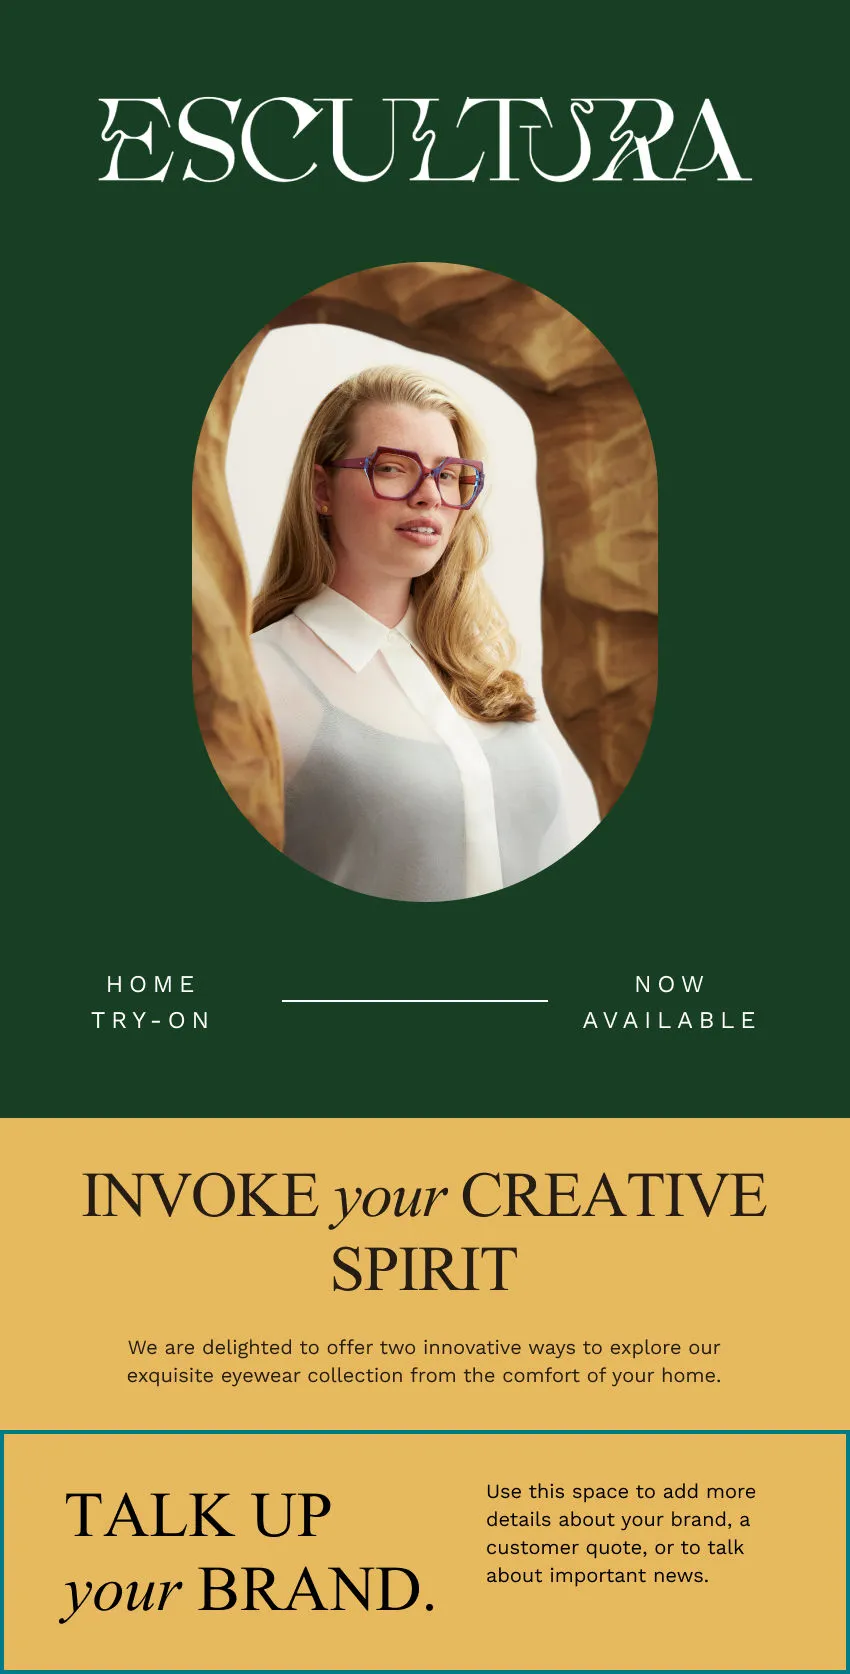 ESCULTURA
HOME
TRY-ON
NOW
AVAILABLE
INVOKE your CREATIVE
SPIRIT
We are delighted to offer two innovative ways to explore our
exquisite eyewear collection from the comfort of your home.
TALK UP
your BRAND.
Use this space to add more
details about your brand, a
customer quote, or to talk
about important news.